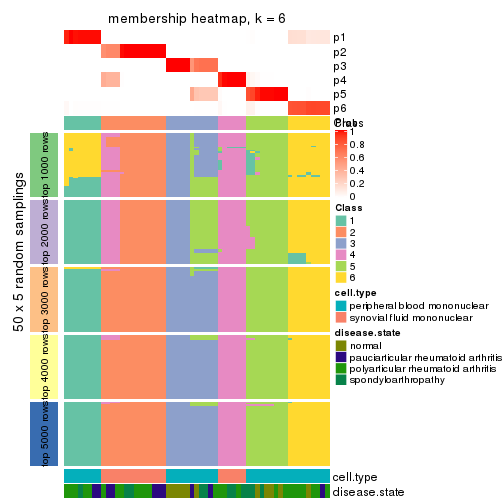 membership heatmap, k = 6
p1
p2
p3
p4
p5
p6
Class
Prob
1
0.8
0.6
0.4
0.2
0
Class
1
2
3
4
5
6
cell.type
peripheral blood mononuclear
synovial fluid mononuclear
disease.state
normal
pauciarticular rheumatoid arthritis
polyarticular rheumatoid arthritis
spondyloarthropathy
50 x 5 random samplings
top 1000 rows
top 2000 rows
top 3000 rows
top 4000 rows
top 5000 rows
cell.type
disease.state